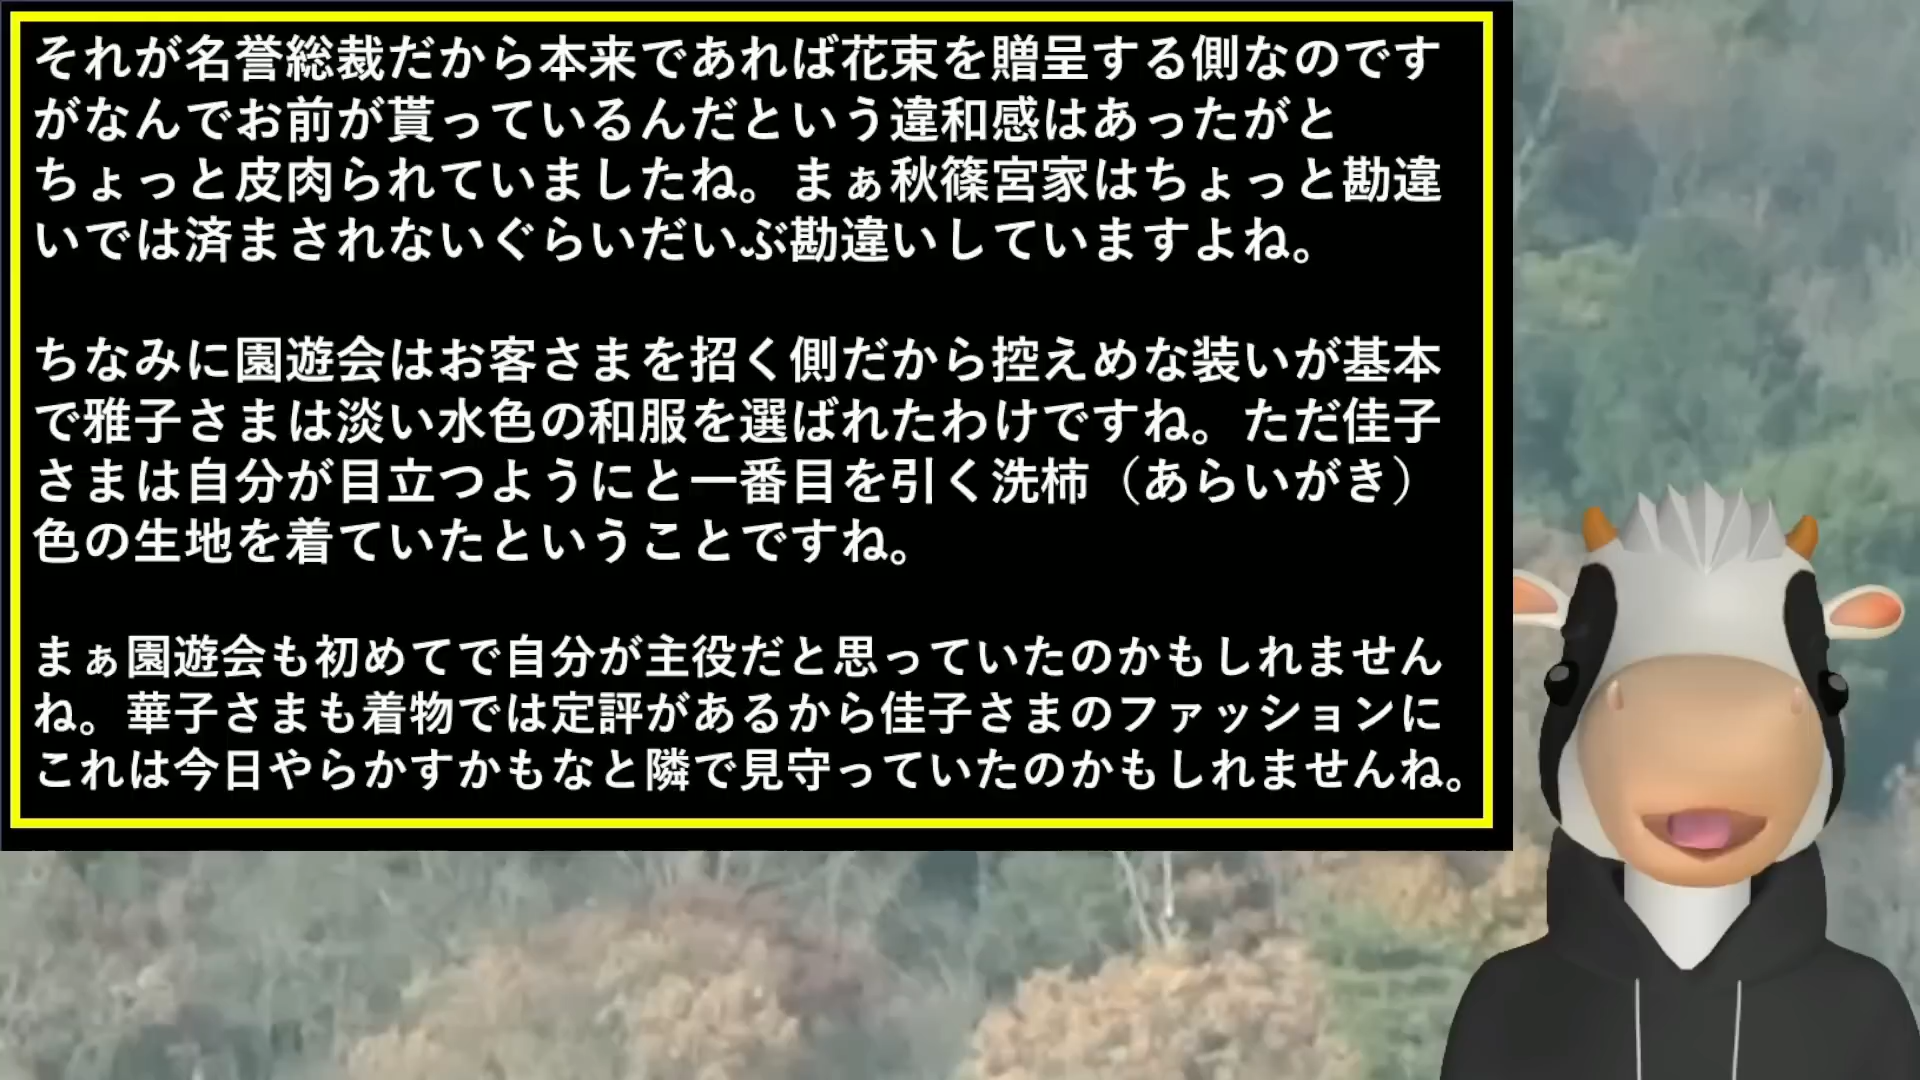 それが名誉総裁だから本来であれば花束を贈呈する側なのです
がなんでお前が貰っているんだという違和感はあったがと
ちょっと皮肉られていましたね。まぁ秋篠宮家はちょっと勘違
いでは済まされないぐらいだいぶ勘違いしていますよね。
ちなみに園遊会はお客さまを招く側だから控えめな装いが基本
で雅子さまは淡い水色の和服を選ばれたわけですね。ただ佳子
さまは自分が目立つようにと一番目を引く洗柿（あらいがき）
色の生地を着ていたということですね。
まぁ園遊会も初めてで自分が主役だと思っていたのかもしれません
ね。華子さまも着物では定評があるから佳子さまのファッションに
これは今日やらかすかもなと隣で見守っていたのかもしれませんね。